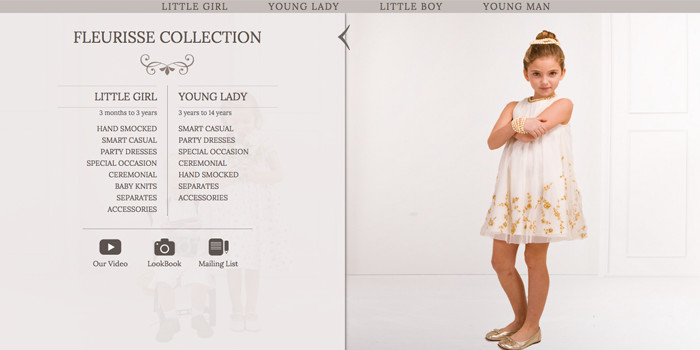 LITTLE GIRL YOUNG LADY LITTLE BOY YOUNG MAN
FLEURISSE COLLECTION
LITTLE GIRL
3 months to 3 years
HAND SMOCKED
SMART CASUAL
PARTY DRESSES
SPECIAL OCCASION
CEREMONIAL
BABY KNITS
SEPARATES
ACCESSORIES
YOUNG LADY
3 years to 14 years
SMART CASUAL
PARTY DRESSES
SPECIAL OCCASION
CEREMONIAL
HAND SMOCKED
SEPARATES
ACCESSORIES
Our Video LookBook Mailing List